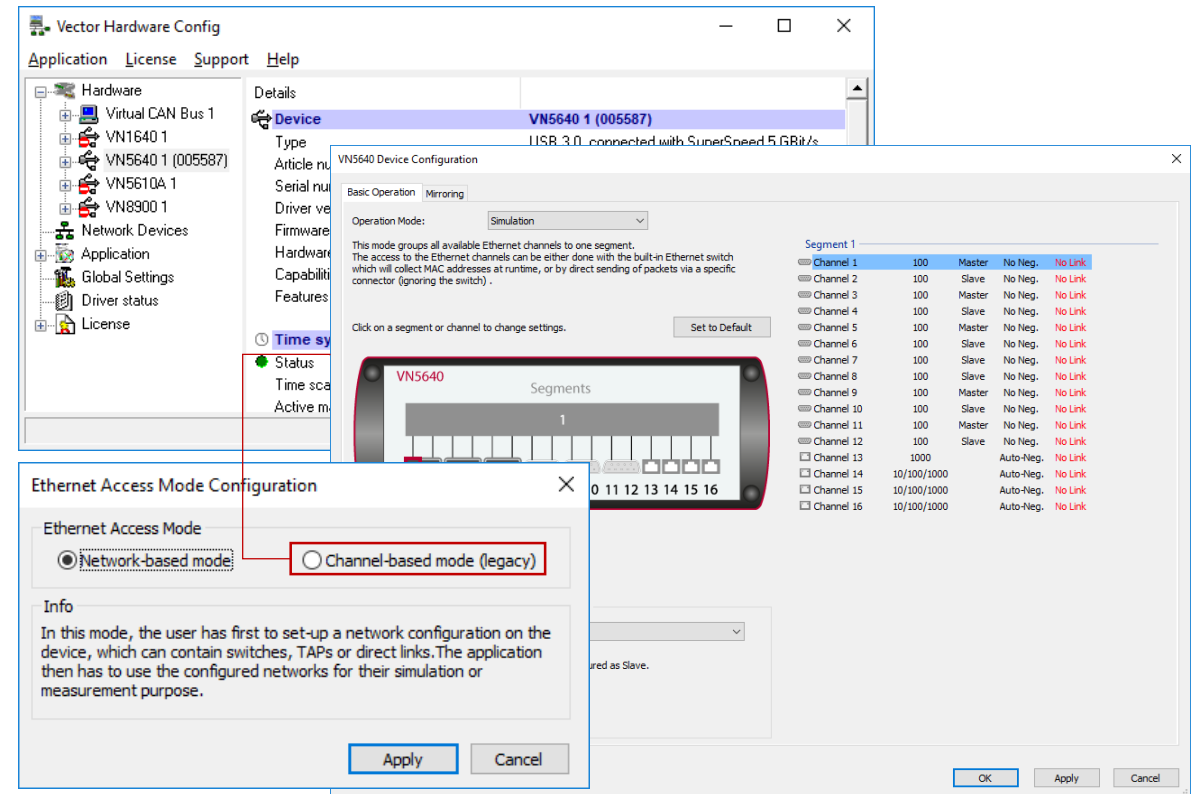 Vector Hardware Config
Application License Support Help
Hardware
Virtual CAN Bus 1
VN1640 1
VN5640 1 (005587)
VN5610A 1
VN8900 1
Network Devices
Application
Global Settings
Driver status
License
Details
Device VN5640 1 (005587)
Type USB 3.0, connected with SuperSpeed 5 GBit/s
Article nu
Serial nu
Driver ve
Firmware
Hardware
Capabiliti
Features
Time sy
Status
Time sca
Active m
VN5640 Device Configuration
Basic Operation Mirroring
Operation Mode: Simulation
This mode groups all available Ethernet channels to one segment.
The access to the Ethernet channels can be either done with the built-in Ethernet switch
which will collect MAC addresses at runtime, or by direct sending of packets via a specific
connector (ignoring the switch) .
Click on a segment or channel to change settings. Set to Default
VN5640
Segments
1
0 11 12 13 14 15 16
Segment 1
Channel 1 100 Master No Neg. No Link
Channel 2 100 Slave No Neg. No Link
Channel 3 100 Master No Neg. No Link
Channel 4 100 Slave No Neg. No Link
Channel 5 100 Master No Neg. No Link
Channel 6 100 Slave No Neg. No Link
Channel 7 100 Slave No Neg. No Link
Channel 8 100 Slave No Neg. No Link
Channel 9 100 Master No Neg. No Link
Channel 10 100 Slave No Neg. No Link
Channel 11 100 Master No Neg. No Link
Channel 12 100 Slave No Neg. No Link
Channel 13 1000 Auto-Neg. No Link
Channel 14 10/100/1000 Auto-Neg. No Link
Channel 15 10/100/1000 Auto-Neg. No Link
Channel 16 10/100/1000 Auto-Neg. No Link
ured as Slave.
OK Apply Cancel
Ethernet Access Mode Configuration
Ethernet Access Mode
Network-based mode Channel-based mode (legacy)
Info
In this mode, the user has first to set-up a network configuration on the
device, which can contain switches, TAPs or direct links.The application
then has to use the configured networks for their simulation or
measurement purpose.
Apply Cancel